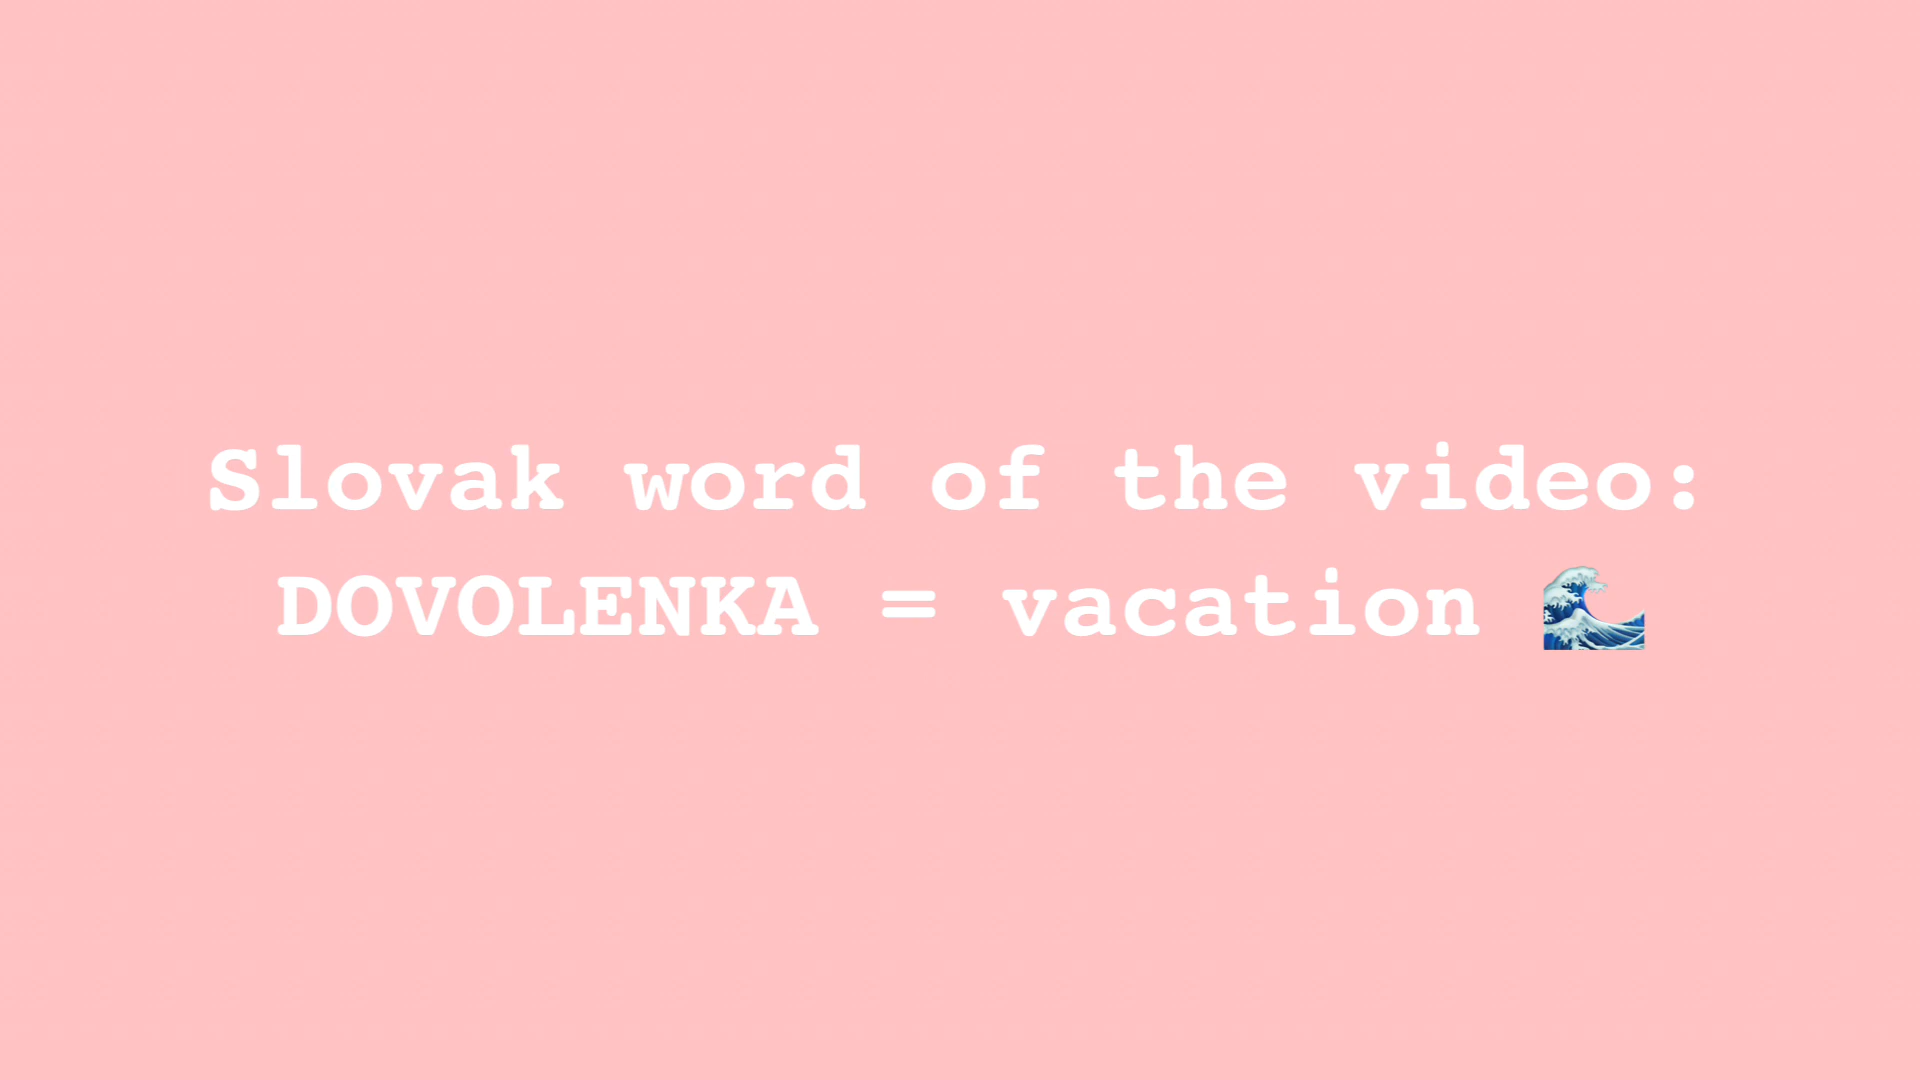 Slovak word of the video:
DOVOLENKA = vacation 🌊